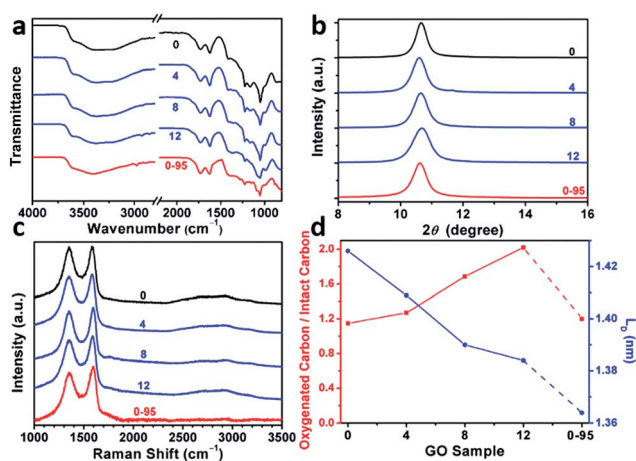 a
Transmittance
0
4
8
12
0-95
4000 3000 2000 1000
Wavenumber (cm⁻¹)
b
Intensity (a.u.)
0
4
8
12
0-95
8 10 12 14 16
2θ (degree)
c
Intensity (a.u.)
0
4
8
12
0-95
1000 1500 2000 2500 3000 3500
Raman Shift (cm⁻¹)
d
Oxygenated Carbon / Intact Carbon
2.0
1.6
1.2
0.8
0.4
0.0
0 4 8 12 0-95
GO Sample
1.42
1.40
1.38
1.36
L_D (nm)